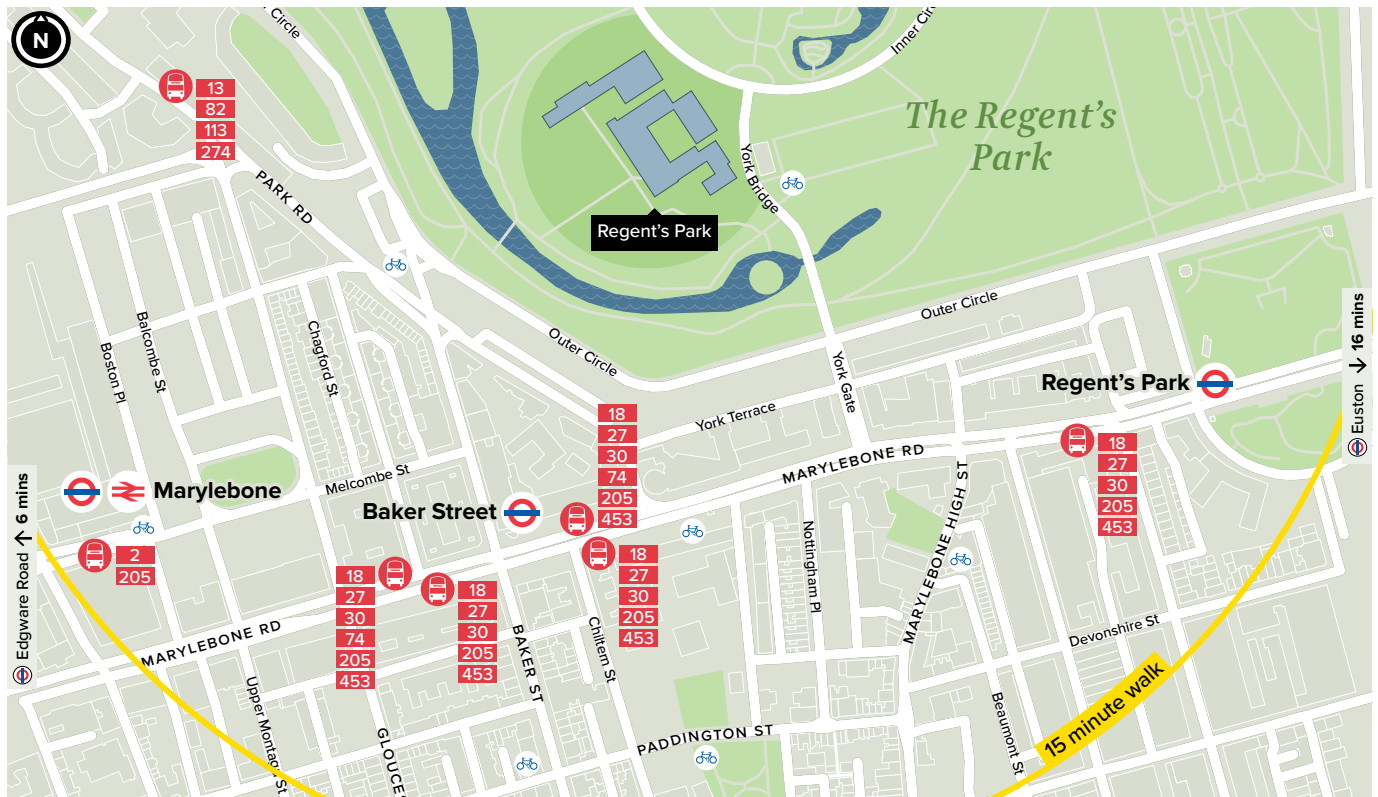 N
Circle
Inner Cir
13
82
113
274
The Regent's
Park
PARK RD
York Bridge
Regent's Park
Outer Circle
Outer Circle
Balcombe St
Boston Pl
Chagford St
York Gate
York Terrace
Regent's Park
Euston → 16 mins
18
27
30
74
205
453
MARYLEBONE RD
18
27
30
205
453
Melcombe St
Marylebone
Baker Street
MARYLEBONE HIGH ST
Nottingham Pl
Edgware Road ↑ 6 mins
2
205
18
27
30
74
205
453
18
27
30
205
453
18
27
30
205
453
MARYLEBONE RD
BAKER ST
Chiltern St
Devonshire St
Upper Montagu St
GLOUCE
PADDINGTON ST
Beaumont St
15 minute walk